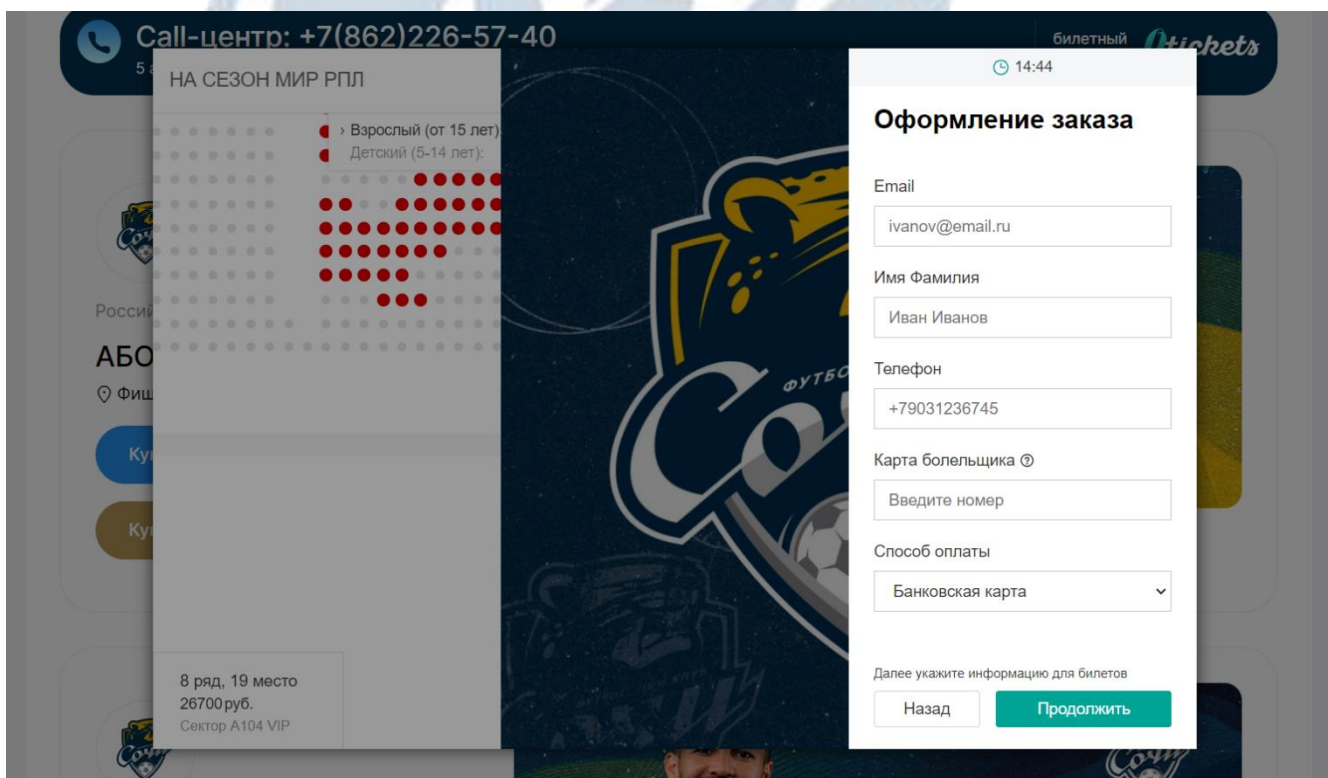 Call-центр: +7(862)226-57-40
билетный
Qtickets
НА СЕЗОН МИР РПЛ
› Взрослый (от 15 лет)
Детский (5-14 лет):
14:44
Оформление заказа
Email
ivanov@email.ru
Имя Фамилия
Иван Иванов
Телефон
+79031236745
Карта болельщика
Введите номер
Способ оплаты
Банковская карта
Далее укажите информацию для билетов
Назад
Продолжить
8 ряд, 19 место
26700 руб.
Сектор A104 VIP
Сочи